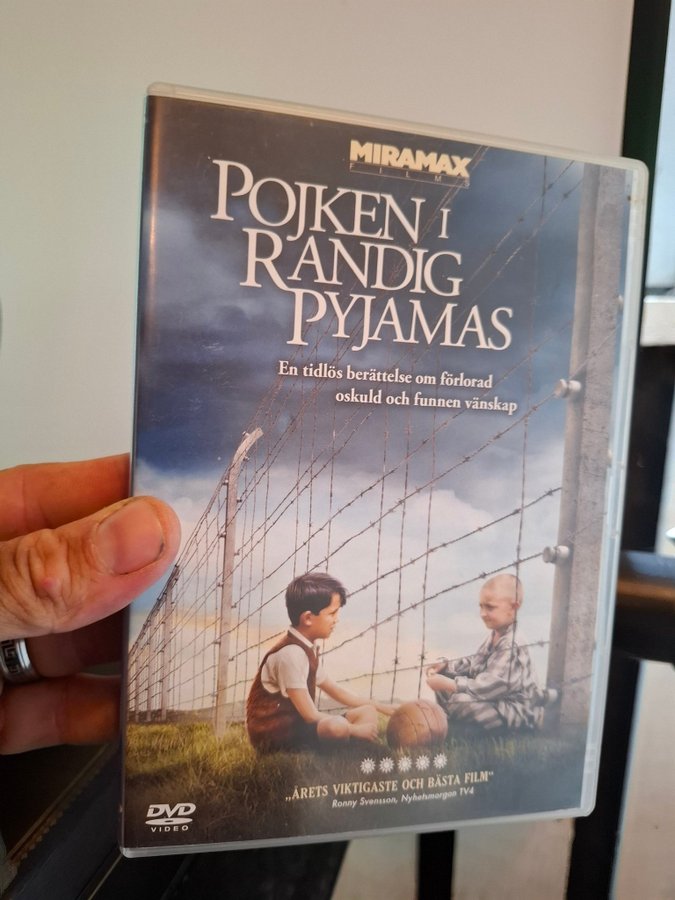 MIRAMAX
FILMS
POJKEN I
RANDIG
PYJAMAS
En tidlös berättelse om förlorad
oskuld och funnen vänskap
„ÅRETS VIKTIGASTE OCH BÄSTA FILM”
Ronny Svensson, Nyhetsmorgon TV4
DVD
VIDEO